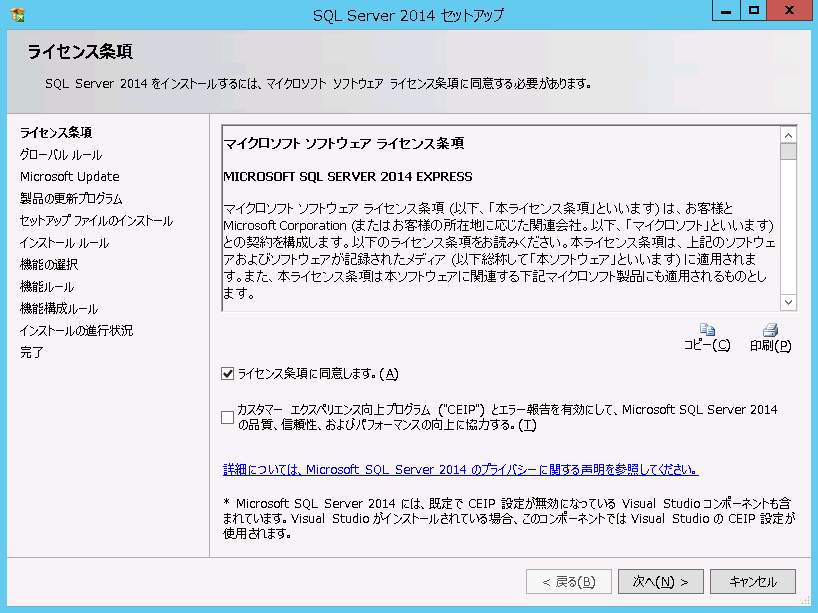 SQL Server 2014 セットアップ
ライセンス条項
SQL Server 2014 をインストールするには、マイクロソフト ソフトウェア ライセンス条項に同意する必要があります。
ライセンス条項
グローバル ルール
Microsoft Update
製品の更新プログラム
セットアップ ファイルのインストール
インストール ルール
機能の選択
機能ルール
機能構成ルール
インストールの進行状況
完了
マイクロソフト ソフトウェア ライセンス条項
MICROSOFT SQL SERVER 2014 EXPRESS
マイクロソフト ソフトウェア ライセンス条項 (以下、「本ライセンス条項」といいます) は、お客様と
Microsoft Corporation (またはお客様の所在地に応じた関連会社。以下、「マイクロソフト」といいます)
との契約を構成します。以下のライセンス条項をお読みください。本ライセンス条項は、上記のソフトウェ
アおよびソフトウェアが記録されたメディア (以下総称して「本ソフトウェア」といいます) に適用されま
す。また、本ライセンス条項は本ソフトウェアに関連する下記マイクロソフト製品にも適用されるものとし
ます。
コピー(C)
印刷(P)
ライセンス条項に同意します。(A)
カスタマー エクスペリエンス向上プログラム ("CEIP") とエラー報告を有効にして、Microsoft SQL Server 2014
の品質、信頼性、およびパフォーマンスの向上に協力する。(T)
詳細については、Microsoft SQL Server 2014 のプライバシーに関する声明を参照してください。
* Microsoft SQL Server 2014 には、既定で CEIP 設定が無効になっている Visual Studio コンポーネントも含
まれています。Visual Studio がインストールされている場合、このコンポーネントでは Visual Studio の CEIP 設定が
使用されます。
< 戻る(B)
次へ(N) >
キャンセル